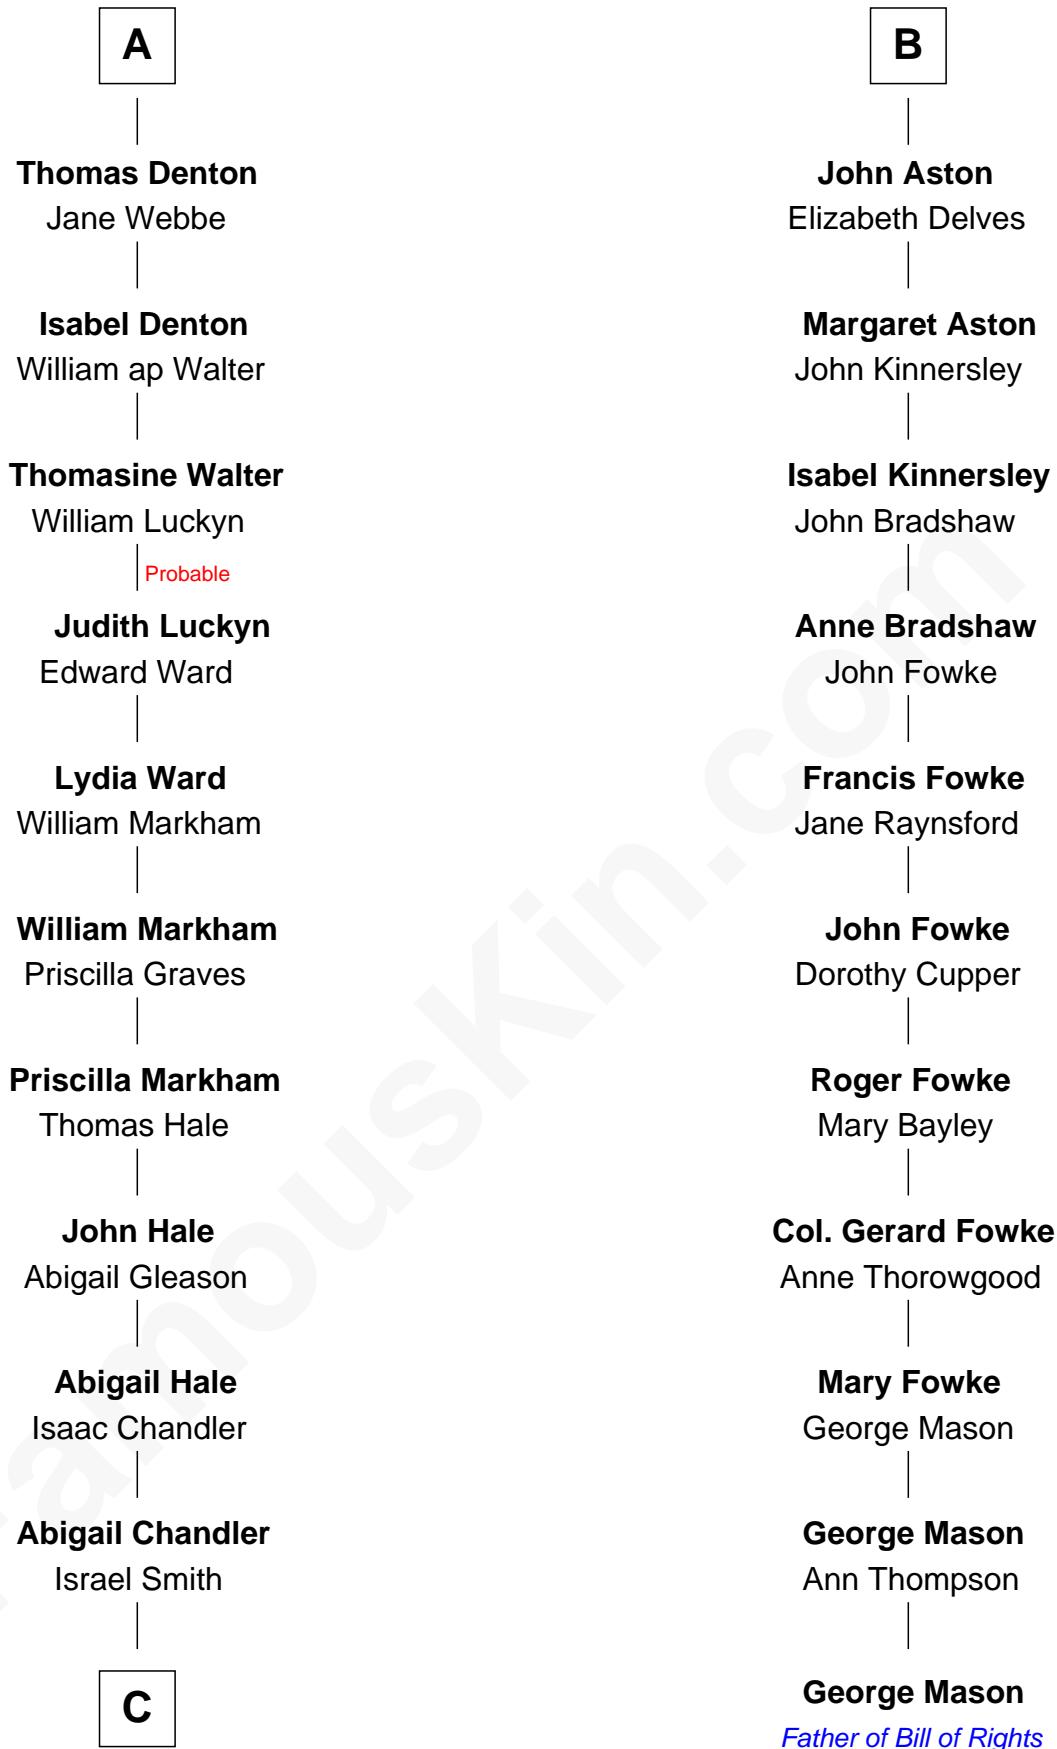 A
Thomas Denton
Jane Webbe
Isabel Denton
William ap Walter
Thomasine Walter
William Luckyn
Probable
Judith Luckyn
Edward Ward
Lydia Ward
William Markham
William Markham
Priscilla Graves
Priscilla Markham
Thomas Hale
John Hale
Abigail Gleason
Abigail Hale
Isaac Chandler
Abigail Chandler
Israel Smith
C
B
John Aston
Elizabeth Delves
Margaret Aston
John Kinnersley
Isabel Kinnersley
John Bradshaw
Anne Bradshaw
John Fowke
Francis Fowke
Jane Raynsford
John Fowke
Dorothy Cupper
Roger Fowke
Mary Bayley
Col. Gerard Fowke
Anne Thorowgood
Mary Fowke
George Mason
George Mason
Ann Thompson
George Mason
Father of Bill of Rights
FamousKin.com